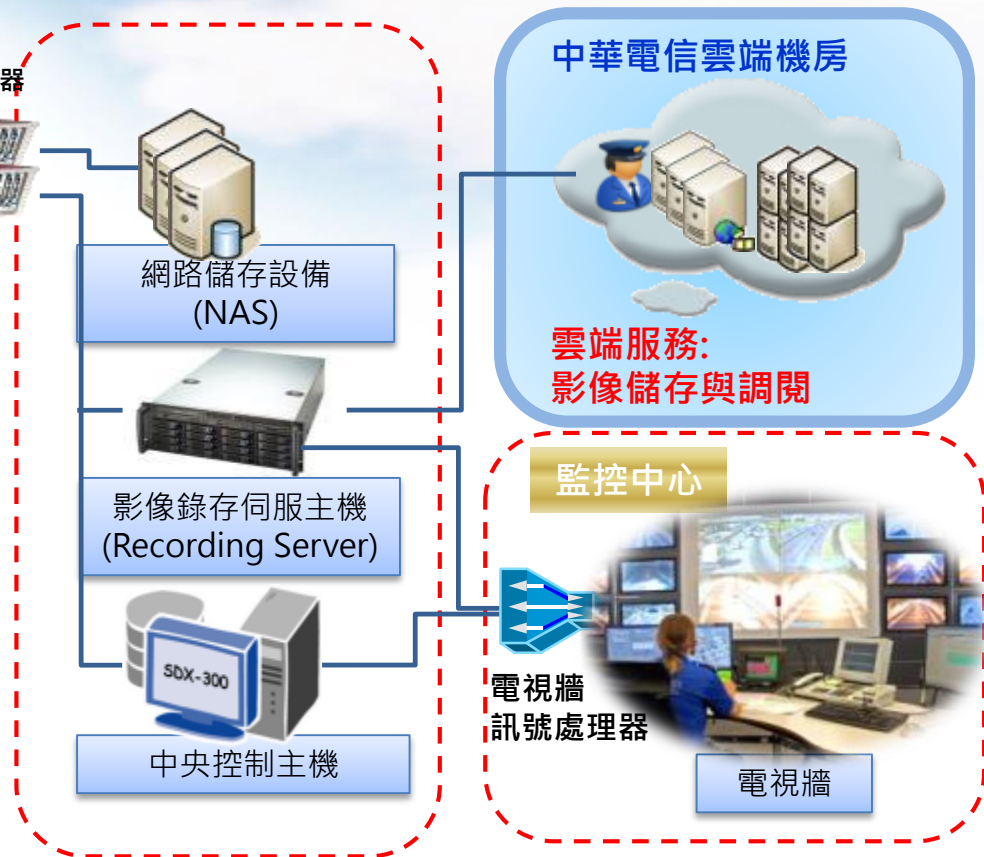 器
網路儲存設備
(NAS)
影像錄存伺服主機
(Recording Server)
SDX-300
中央控制主機
中華電信雲端機房
雲端服務:
影像儲存與調閱
監控中心
電視牆
訊號處理器
電視牆